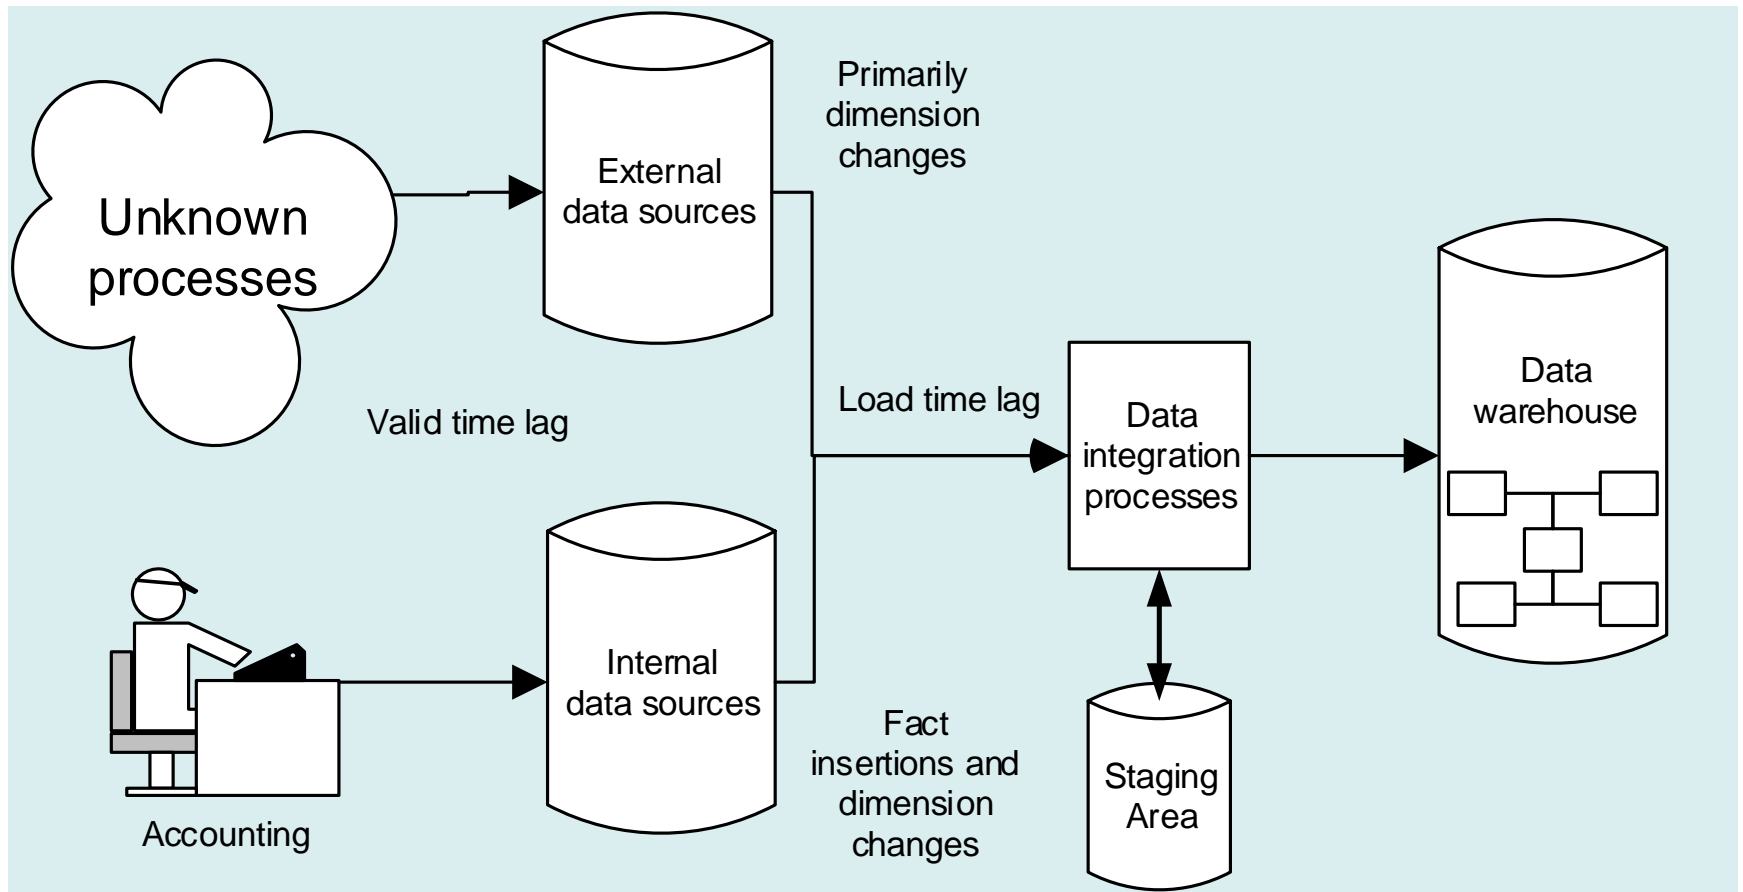 Unknown
processes
External
data sources
Primarily
dimension
changes
Valid time lag
Load time lag
Data
integration
processes
Data
warehouse
Accounting
Internal
data sources
Fact
insertions and
dimension
changes
Staging
Area